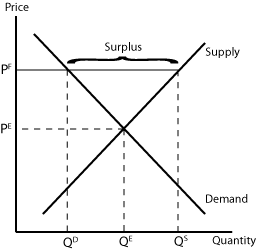 Price
Surplus
Supply
P^F
P^E
Demand
Q^D Q^E Q^S Quantity